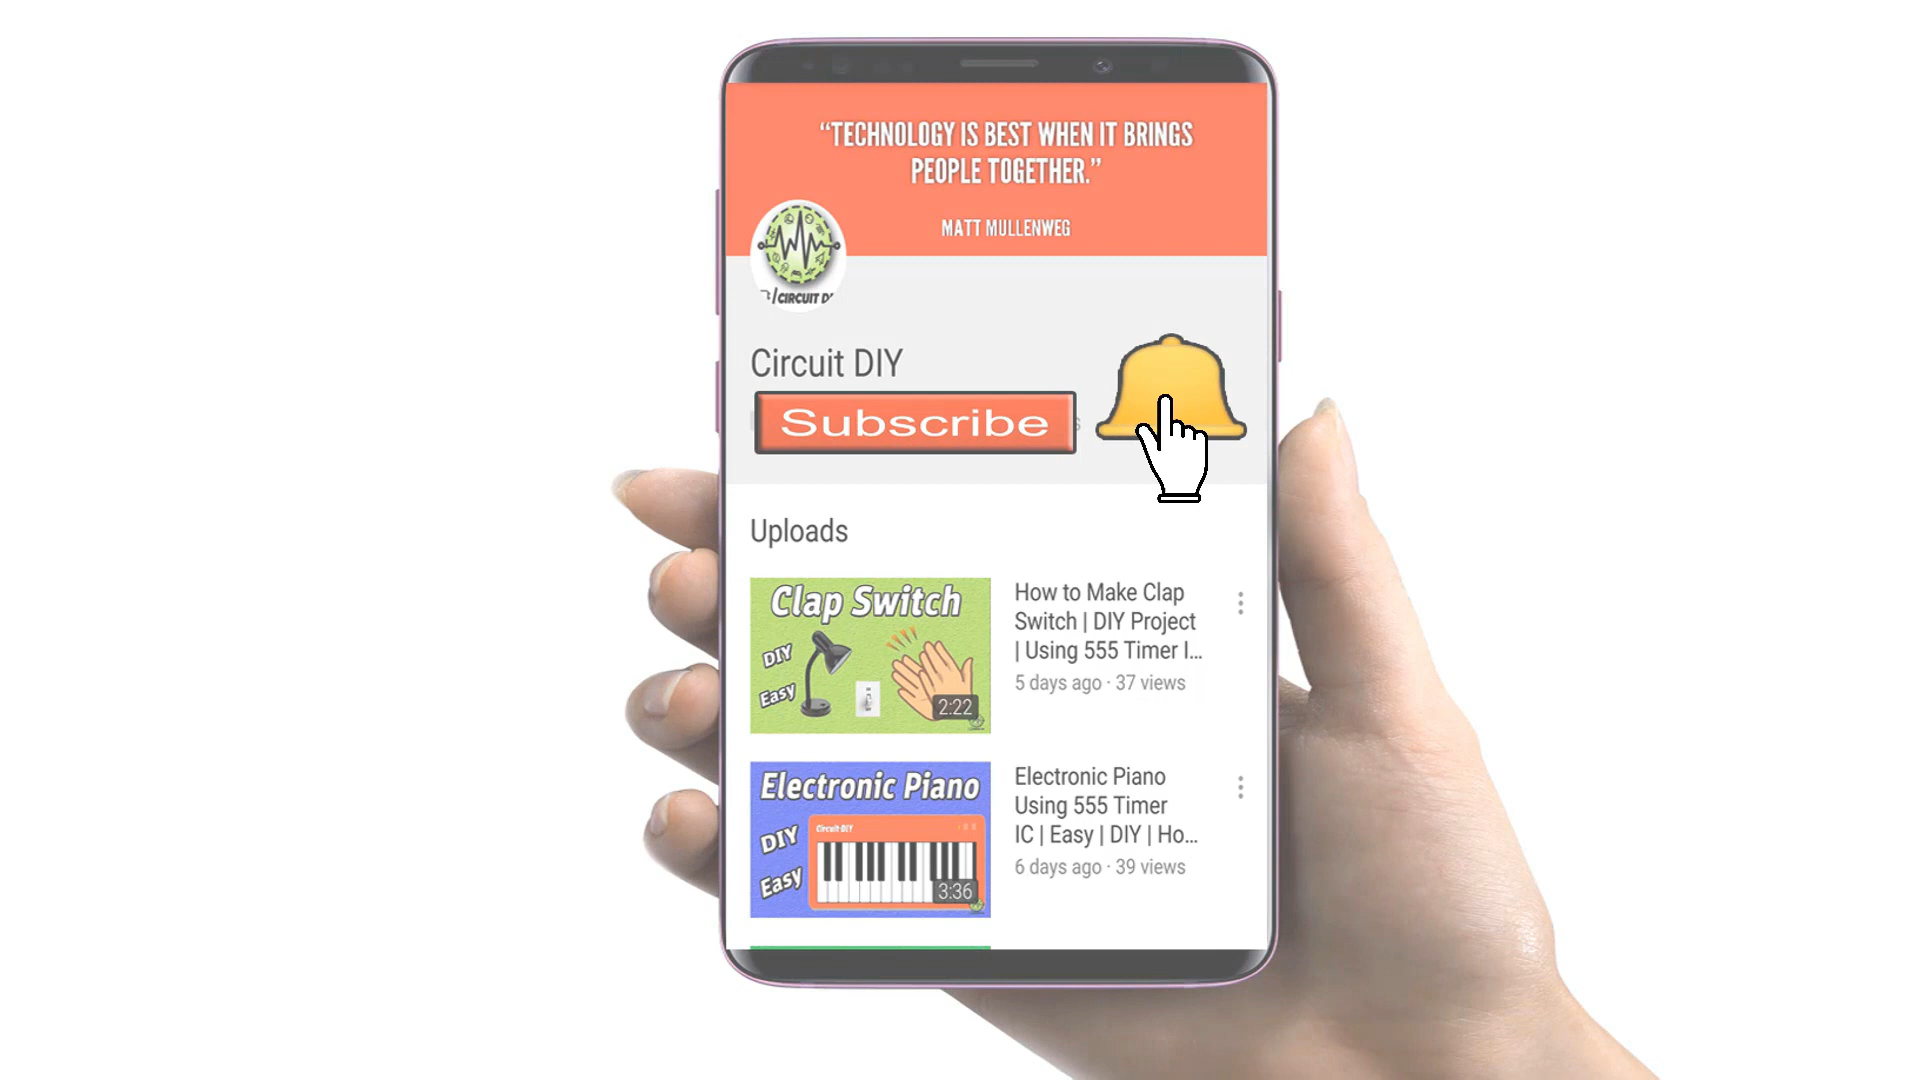 “TECHNOLOGY IS BEST WHEN IT BRINGS
PEOPLE TOGETHER.”
MATT MULLENWEG
/CIRCUIT DI
Circuit DIY
Subscribe
s
Uploads
Clap Switch
DIY
Easy
2:22
How to Make Clap
Switch | DIY Project
| Using 555 Timer I...
5 days ago · 37 views
Electronic Piano
Circuit DIY
DIY
Easy
3:36
Electronic Piano
Using 555 Timer
IC | Easy | DIY | Ho...
6 days ago · 39 views